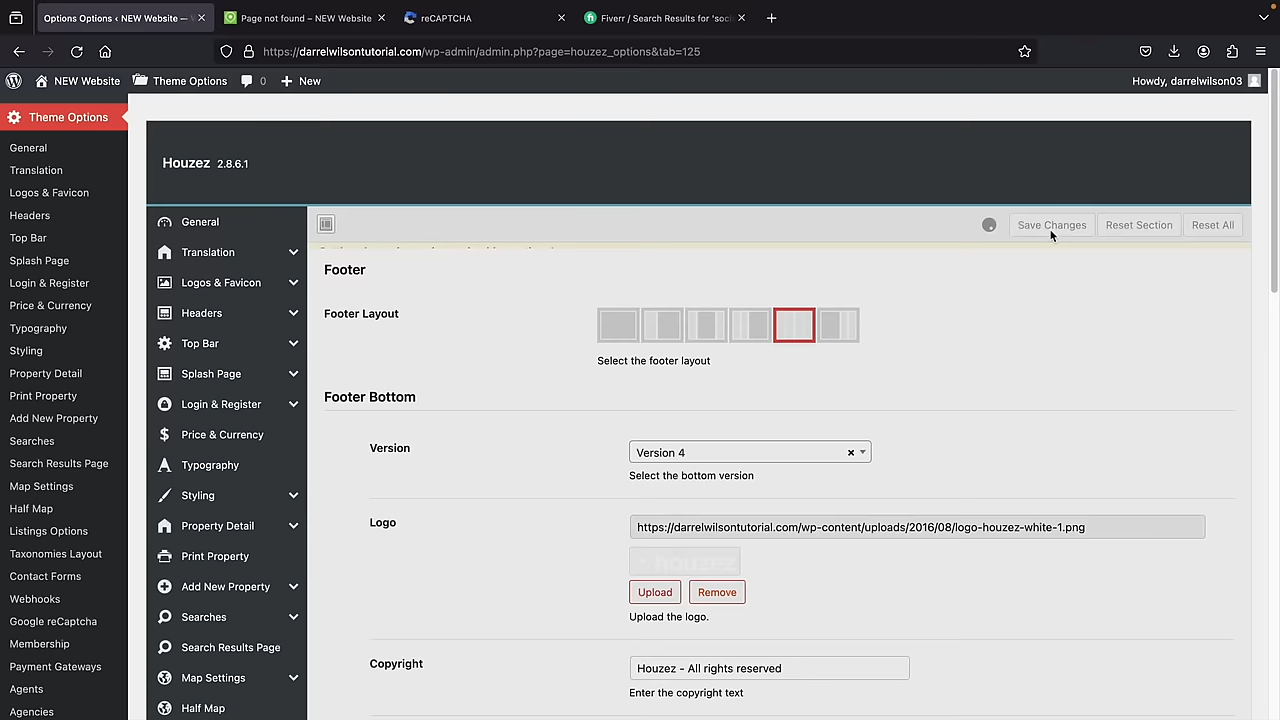 Options Options ‹ NEW Website —
Page not found – NEW Website
reCAPTCHA
Fiverr / Search Results for 'soci
https://darrelwilsontutorial.com/wp-admin/admin.php?page=houzez_options&tab=125
NEW Website
Theme Options
0
New
Howdy, darrelwilson03
Theme Options
General
Translation
Logos & Favicon
Headers
Top Bar
Splash Page
Login & Register
Price & Currency
Typography
Styling
Property Detail
Print Property
Add New Property
Searches
Search Results Page
Map Settings
Half Map
Listings Options
Taxonomies Layout
Contact Forms
Webhooks
Google reCaptcha
Membership
Payment Gateways
Agents
Agencies
Houzez 2.8.6.1
General
Translation
Logos & Favicon
Headers
Top Bar
Splash Page
Login & Register
Price & Currency
Typography
Styling
Property Detail
Print Property
Add New Property
Searches
Search Results Page
Map Settings
Half Map
Save Changes
Reset Section
Reset All
Footer
Footer Layout
Select the footer layout
Footer Bottom
Version
Version 4
Select the bottom version
Logo
https://darrelwilsontutorial.com/wp-content/uploads/2016/08/logo-houzez-white-1.png
houzez
Upload
Remove
Upload the logo.
Copyright
Houzez - All rights reserved
Enter the copyright text